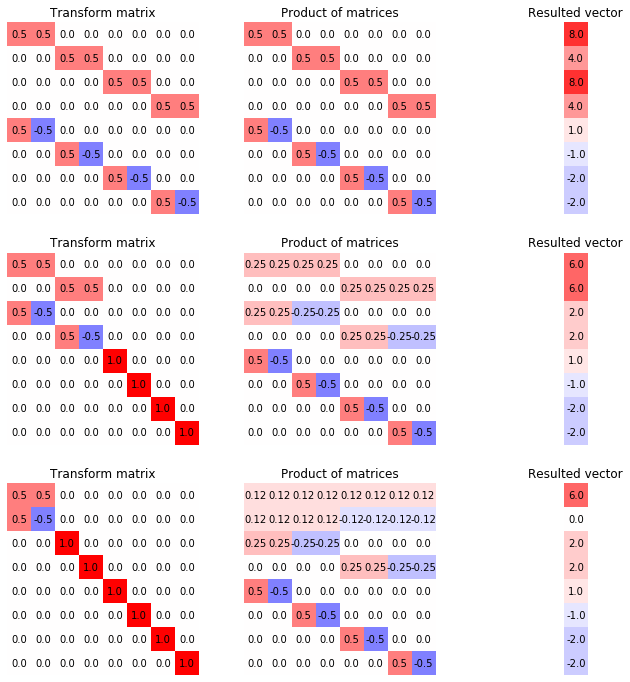 Transform matrix Product of matrices Resulted vector
0.5 0.5 0.0 0.0 0.0 0.0 0.0 0.0 0.5 0.5 0.0 0.0 0.0 0.0 0.0 0.0 8.0
0.0 0.0 0.5 0.5 0.0 0.0 0.0 0.0 0.0 0.0 0.5 0.5 0.0 0.0 0.0 0.0 4.0
0.0 0.0 0.0 0.0 0.5 0.5 0.0 0.0 0.0 0.0 0.0 0.0 0.5 0.5 0.0 0.0 8.0
0.0 0.0 0.0 0.0 0.0 0.0 0.5 0.5 0.0 0.0 0.0 0.0 0.0 0.0 0.5 0.5 4.0
0.5 -0.5 0.0 0.0 0.0 0.0 0.0 0.0 0.5 -0.5 0.0 0.0 0.0 0.0 0.0 0.0 1.0
0.0 0.0 0.5 -0.5 0.0 0.0 0.0 0.0 0.0 0.0 0.5 -0.5 0.0 0.0 0.0 0.0 -1.0
0.0 0.0 0.0 0.0 0.5 -0.5 0.0 0.0 0.0 0.0 0.0 0.0 0.5 -0.5 0.0 0.0 -2.0
0.0 0.0 0.0 0.0 0.0 0.0 0.5 -0.5 0.0 0.0 0.0 0.0 0.0 0.0 0.5 -0.5 -2.0
Transform matrix Product of matrices Resulted vector
0.5 0.5 0.0 0.0 0.0 0.0 0.0 0.0 0.25 0.25 0.25 0.25 0.0 0.0 0.0 0.0 6.0
0.0 0.0 0.5 0.5 0.0 0.0 0.0 0.0 0.0 0.0 0.0 0.0 0.25 0.25 0.25 0.25 6.0
0.5 -0.5 0.0 0.0 0.0 0.0 0.0 0.0 0.25 0.25 -0.25 -0.25 0.0 0.0 0.0 0.0 2.0
0.0 0.0 0.5 -0.5 0.0 0.0 0.0 0.0 0.0 0.0 0.0 0.0 0.25 0.25 -0.25 -0.25 2.0
0.0 0.0 0.0 0.0 1.0 0.0 0.0 0.0 0.5 -0.5 0.0 0.0 0.0 0.0 0.0 0.0 1.0
0.0 0.0 0.0 0.0 0.0 1.0 0.0 0.0 0.0 0.0 0.5 -0.5 0.0 0.0 0.0 0.0 -1.0
0.0 0.0 0.0 0.0 0.0 0.0 1.0 0.0 0.0 0.0 0.0 0.0 0.5 -0.5 0.0 0.0 -2.0
0.0 0.0 0.0 0.0 0.0 0.0 0.0 1.0 0.0 0.0 0.0 0.0 0.0 0.0 0.5 -0.5 -2.0
Transform matrix Product of matrices Resulted vector
0.5 0.5 0.0 0.0 0.0 0.0 0.0 0.0 0.12 0.12 0.12 0.12 0.12 0.12 0.12 0.12 6.0
0.5 -0.5 0.0 0.0 0.0 0.0 0.0 0.0 0.12 0.12 0.12 0.12 -0.12 -0.12 -0.12 -0.12 0.0
0.0 0.0 1.0 0.0 0.0 0.0 0.0 0.0 0.25 0.25 -0.25 -0.25 0.0 0.0 0.0 0.0 2.0
0.0 0.0 0.0 1.0 0.0 0.0 0.0 0.0 0.0 0.0 0.0 0.0 0.25 0.25 -0.25 -0.25 2.0
0.0 0.0 0.0 0.0 1.0 0.0 0.0 0.0 0.5 -0.5 0.0 0.0 0.0 0.0 0.0 0.0 1.0
0.0 0.0 0.0 0.0 0.0 1.0 0.0 0.0 0.0 0.0 0.5 -0.5 0.0 0.0 0.0 0.0 -1.0
0.0 0.0 0.0 0.0 0.0 0.0 1.0 0.0 0.0 0.0 0.0 0.0 0.5 -0.5 0.0 0.0 -2.0
0.0 0.0 0.0 0.0 0.0 0.0 0.0 1.0 0.0 0.0 0.0 0.0 0.0 0.0 0.5 -0.5 -2.0